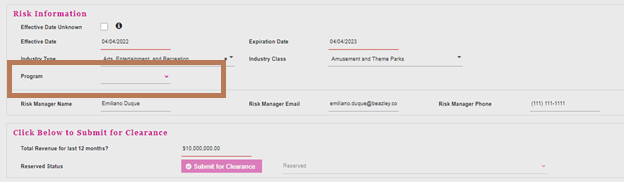 Risk Information
Effective Date Unknown
Effective Date 04/04/2022 Expiration Date 04/04/2023
Industry Type Arts, Entertainment, and Recreation Industry Class Amusement and Theme Parks
Program
Risk Manager Name Emiliano Duque Risk Manager Email emiliano.duque@beazley.co Risk Manager Phone (111) 111-1111
Click Below to Submit for Clearance
Total Revenue for last 12 months? $10,000,000.00
Reserved Status Submit for Clearance Reserved